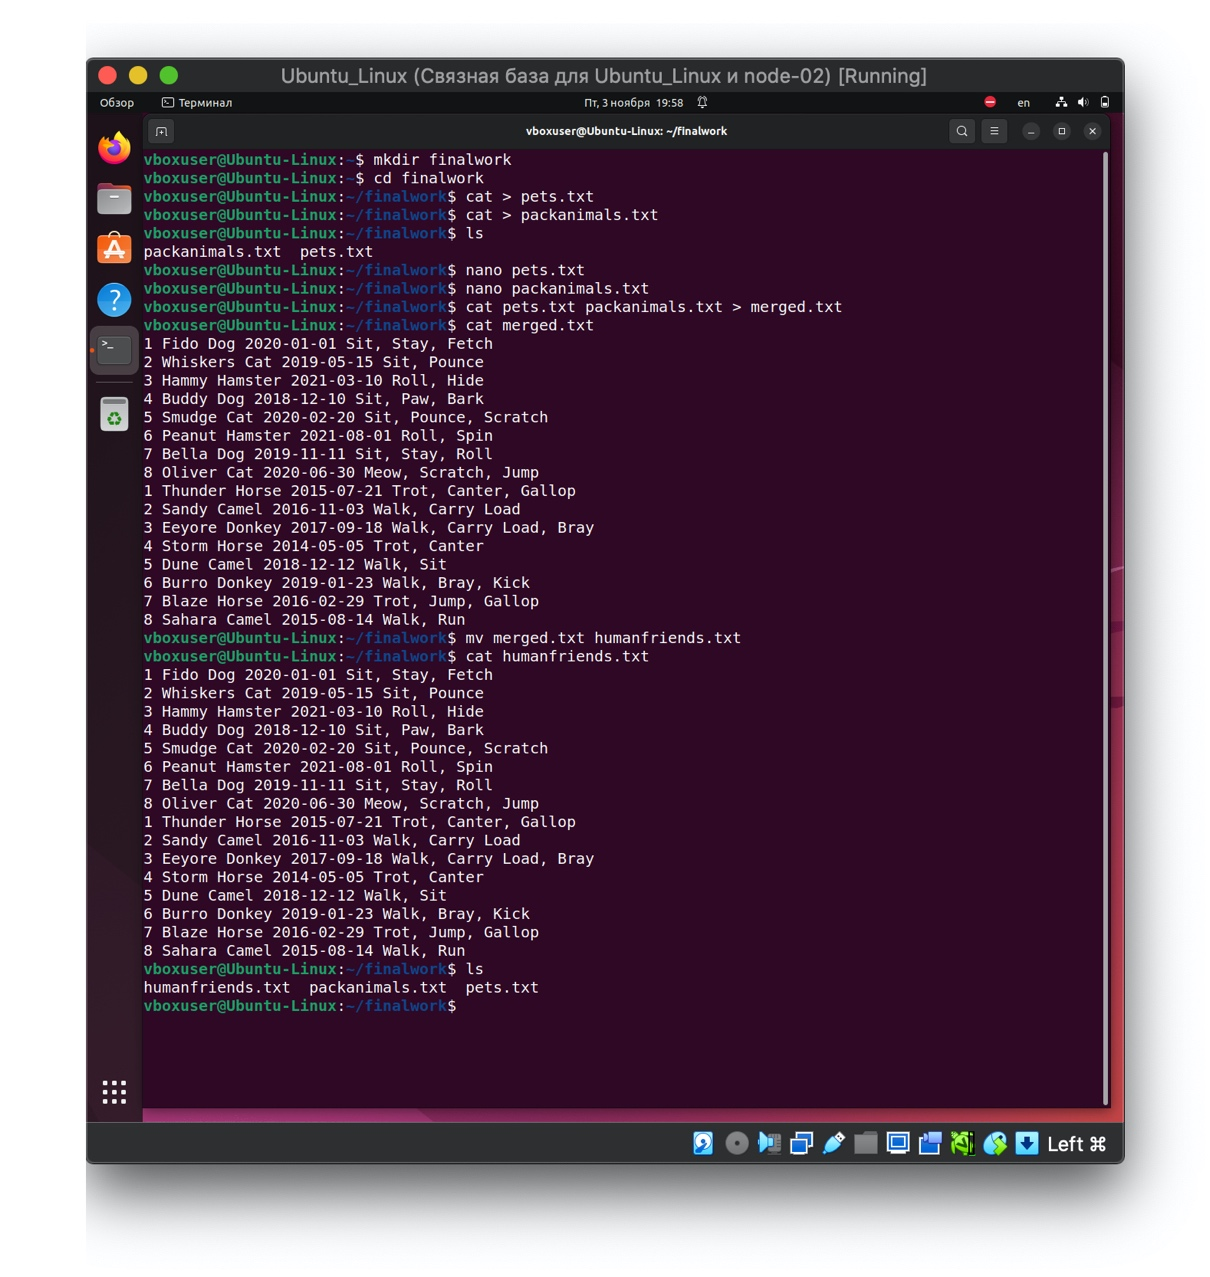 Ubuntu_Linux (Связная база для Ubuntu_Linux и node-02) [Running]
Обзор Терминал Пт, 3 ноября 19:58 en
vboxuser@Ubuntu-Linux: ~/finalwork
vboxuser@Ubuntu-Linux:~$ mkdir finalwork
vboxuser@Ubuntu-Linux:~$ cd finalwork
vboxuser@Ubuntu-Linux:~/finalwork$ cat > pets.txt
vboxuser@Ubuntu-Linux:~/finalwork$ cat > packanimals.txt
vboxuser@Ubuntu-Linux:~/finalwork$ ls
packanimals.txt  pets.txt
vboxuser@Ubuntu-Linux:~/finalwork$ nano pets.txt
vboxuser@Ubuntu-Linux:~/finalwork$ nano packanimals.txt
vboxuser@Ubuntu-Linux:~/finalwork$ cat pets.txt packanimals.txt > merged.txt
vboxuser@Ubuntu-Linux:~/finalwork$ cat merged.txt
1 Fido Dog 2020-01-01 Sit, Stay, Fetch
2 Whiskers Cat 2019-05-15 Sit, Pounce
3 Hammy Hamster 2021-03-10 Roll, Hide
4 Buddy Dog 2018-12-10 Sit, Paw, Bark
5 Smudge Cat 2020-02-20 Sit, Pounce, Scratch
6 Peanut Hamster 2021-08-01 Roll, Spin
7 Bella Dog 2019-11-11 Sit, Stay, Roll
8 Oliver Cat 2020-06-30 Meow, Scratch, Jump
1 Thunder Horse 2015-07-21 Trot, Canter, Gallop
2 Sandy Camel 2016-11-03 Walk, Carry Load
3 Eeyore Donkey 2017-09-18 Walk, Carry Load, Bray
4 Storm Horse 2014-05-05 Trot, Canter
5 Dune Camel 2018-12-12 Walk, Sit
6 Burro Donkey 2019-01-23 Walk, Bray, Kick
7 Blaze Horse 2016-02-29 Trot, Jump, Gallop
8 Sahara Camel 2015-08-14 Walk, Run
vboxuser@Ubuntu-Linux:~/finalwork$ mv merged.txt humanfriends.txt
vboxuser@Ubuntu-Linux:~/finalwork$ cat humanfriends.txt
1 Fido Dog 2020-01-01 Sit, Stay, Fetch
2 Whiskers Cat 2019-05-15 Sit, Pounce
3 Hammy Hamster 2021-03-10 Roll, Hide
4 Buddy Dog 2018-12-10 Sit, Paw, Bark
5 Smudge Cat 2020-02-20 Sit, Pounce, Scratch
6 Peanut Hamster 2021-08-01 Roll, Spin
7 Bella Dog 2019-11-11 Sit, Stay, Roll
8 Oliver Cat 2020-06-30 Meow, Scratch, Jump
1 Thunder Horse 2015-07-21 Trot, Canter, Gallop
2 Sandy Camel 2016-11-03 Walk, Carry Load
3 Eeyore Donkey 2017-09-18 Walk, Carry Load, Bray
4 Storm Horse 2014-05-05 Trot, Canter
5 Dune Camel 2018-12-12 Walk, Sit
6 Burro Donkey 2019-01-23 Walk, Bray, Kick
7 Blaze Horse 2016-02-29 Trot, Jump, Gallop
8 Sahara Camel 2015-08-14 Walk, Run
vboxuser@Ubuntu-Linux:~/finalwork$ ls
humanfriends.txt  packanimals.txt  pets.txt
vboxuser@Ubuntu-Linux:~/finalwork$
Left ⌘